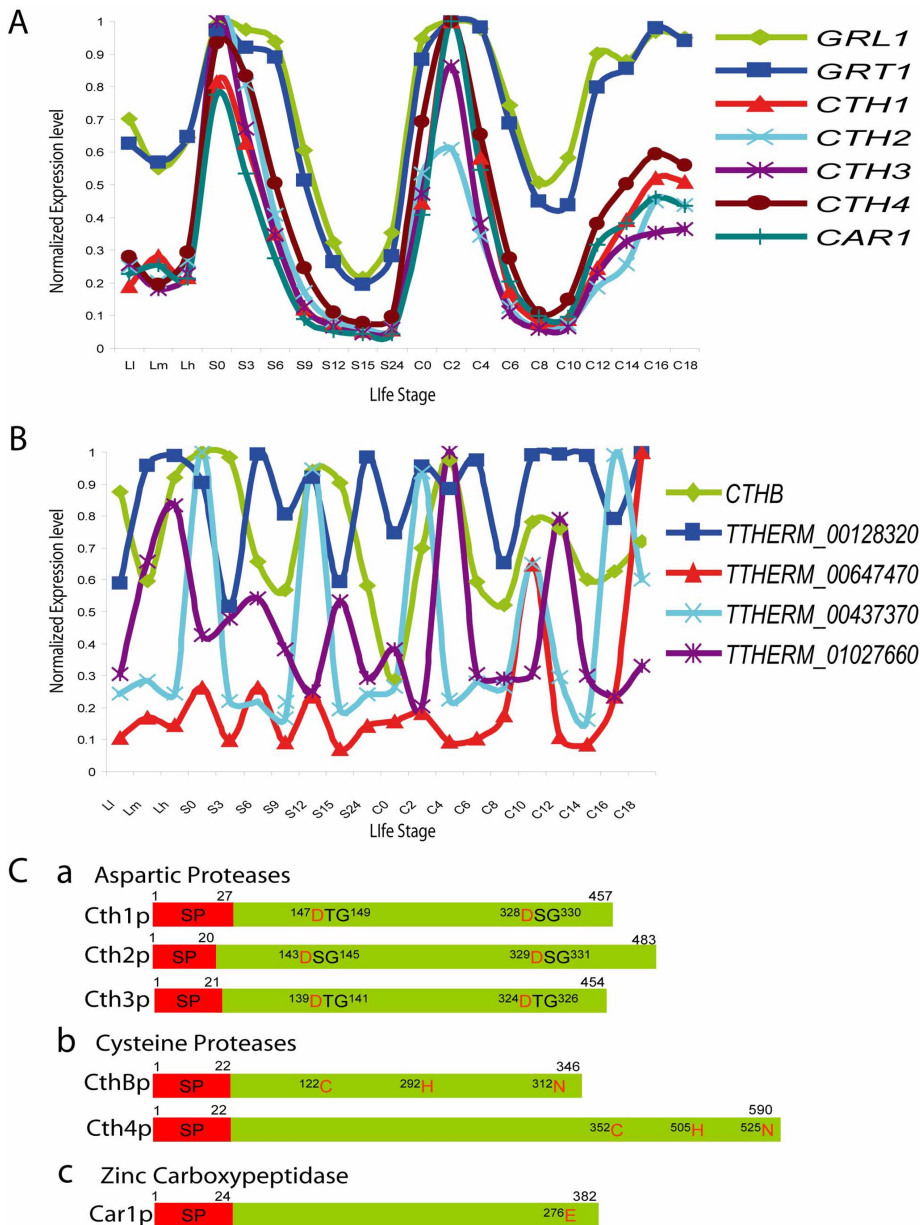 A
Normalized Expression level
1
0.9
0.8
0.7
0.6
0.5
0.4
0.3
0.2
0.1
0
Ll Lm Lh S0 S3 S6 S9 S12 S15 S24 C0 C2 C4 C6 C8 C10 C12 C14 C16 C18
LIfe Stage
GRL1
GRT1
CTH1
CTH2
CTH3
CTH4
CAR1
B
Normalized Expression level
1
0.9
0.8
0.7
0.6
0.5
0.4
0.3
0.2
0.1
0
Ll Lm Lh S0 S3 S6 S9 S12 S15 S24 C0 C2 C4 C6 C8 C10 C12 C14 C16 C18
LIfe Stage
CTHB
TTHERM_00128320
TTHERM_00647470
TTHERM_00437370
TTHERM_01027660
C a Aspartic Proteases
1 27 457
Cth1p SP 147DTG149 328DSG330
1 20 483
Cth2p SP 143DSG145 329DSG331
1 21 454
Cth3p SP 139DTG141 324DTG326
b Cysteine Proteases
1 22 346
CthBp SP 122C 292H 312N
1 22 590
Cth4p SP 352C 505H 525N
c Zinc Carboxypeptidase
1 24 382
Car1p SP 276E